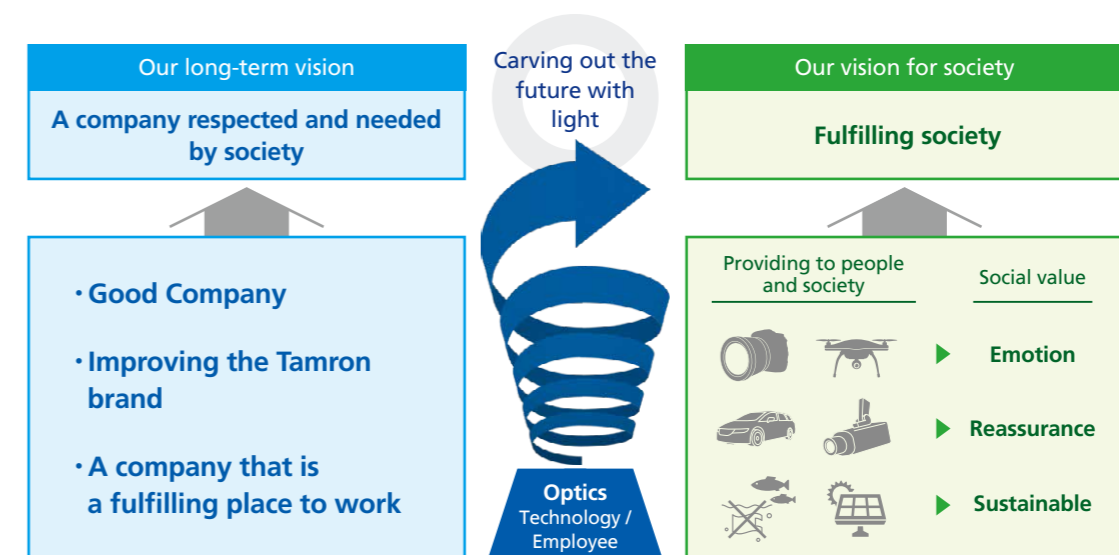 Our long-term vision
A company respected and needed
by society
・Good Company
・Improving the Tamron
brand
・A company that is
a fulfilling place to work
Carving out the
future with
light
Optics
Technology /
Employee
Our vision for society
Fulfilling society
Providing to people
and society
Social value
Emotion
Reassurance
Sustainable